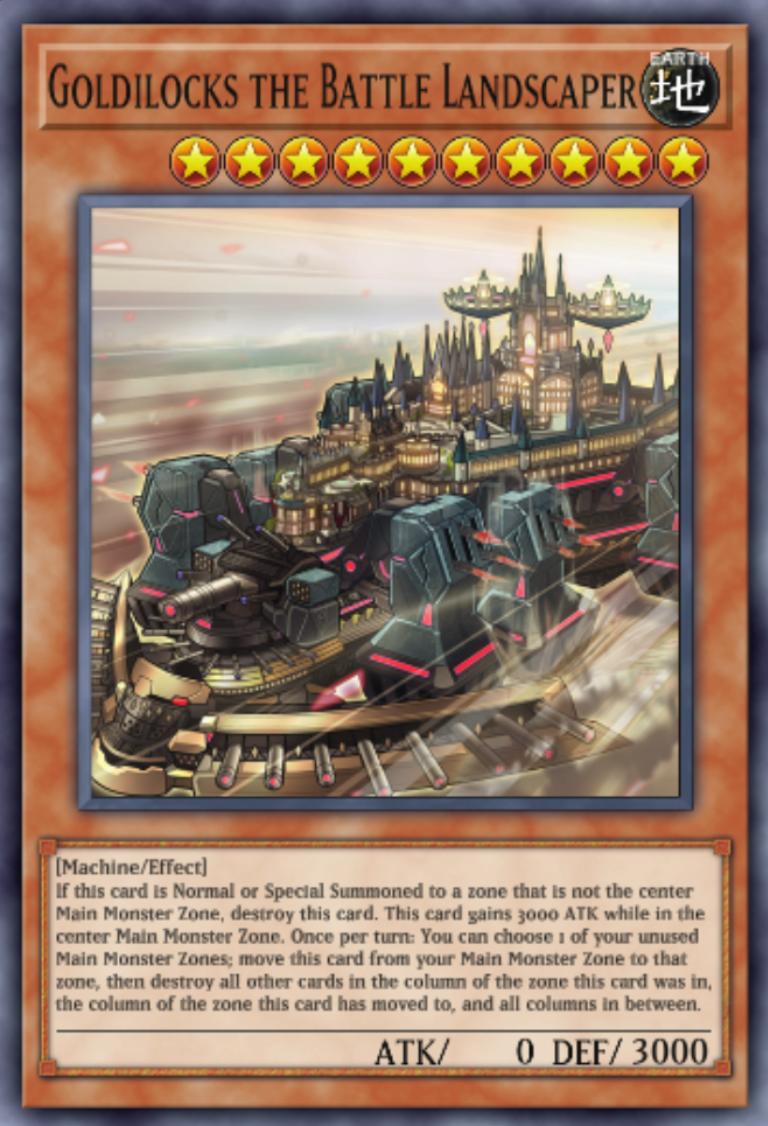 Goldilocks the Battle Landscaper
EARTH
地
[Machine/Effect]
If this card is Normal or Special Summoned to a zone that is not the center
Main Monster Zone, destroy this card. This card gains 3000 ATK while in the
center Main Monster Zone. Once per turn: You can choose 1 of your unused
Main Monster Zones; move this card from your Main Monster Zone to that
zone, then destroy all other cards in the column of the zone this card was in,
the column of the zone this card has moved to, and all columns in between.
ATK/ 0 DEF/ 3000